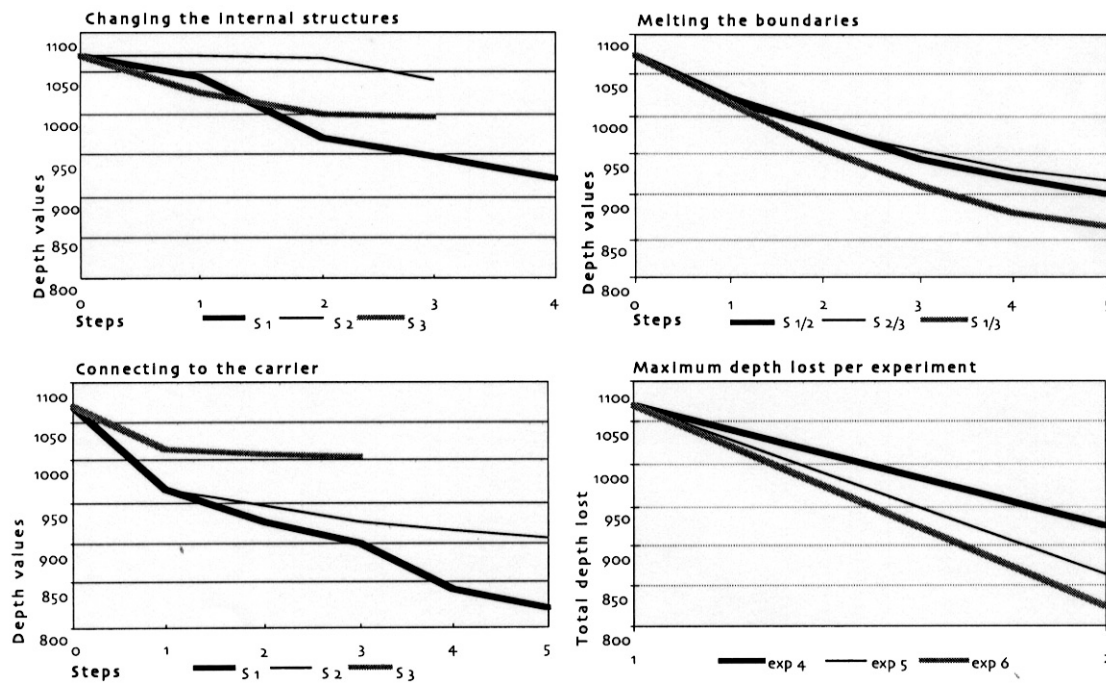 Changing the internal structures
Depth values
1100
1050
1000
950
900
850
800
0 1 2 3 4
Steps
S 1 S 2 S 3
Melting the boundaries
Depth values
1100
1050
1000
950
900
850
800
0 1 2 3 4
Steps
S 1/2 S 2/3 S 1/3
Connecting to the carrier
Depth values
1100
1050
1000
950
900
850
800
0 1 2 3 4 5
Steps
S 1 S 2 S 3
Maximum depth lost per experiment
Total depth lost
1100
1050
1000
950
900
850
800
1
exp 4 exp 5 exp 6